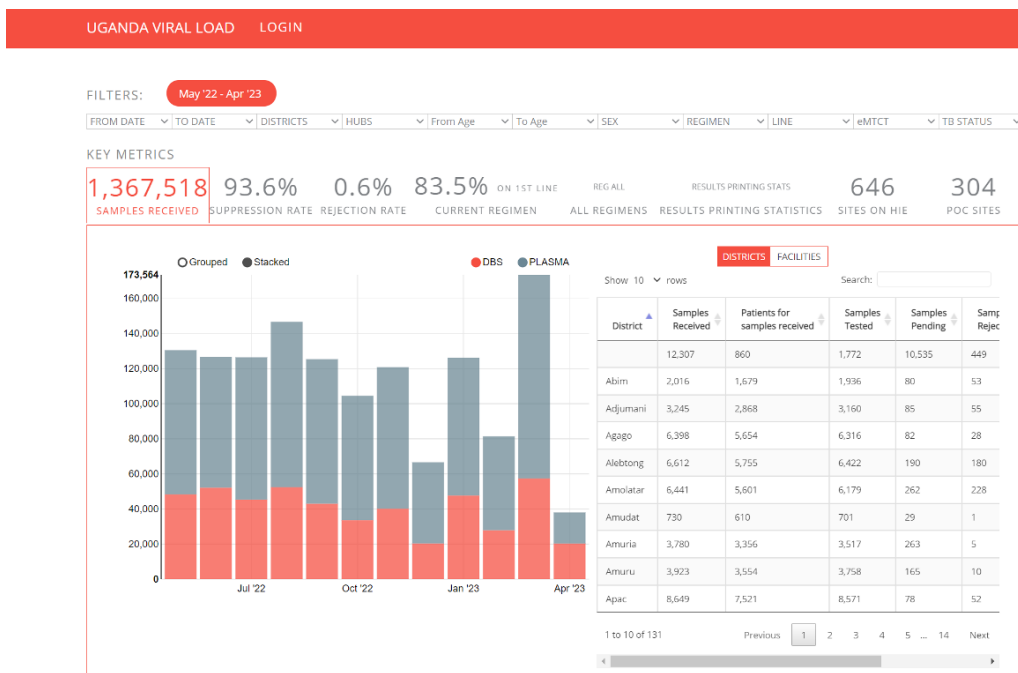 UGANDA VIRAL LOAD LOGIN
FILTERS: May '22 - Apr '23
FROM DATE TO DATE DISTRICTS HUBS From Age To Age SEX REGIMEN LINE eMTCT TB STATUS
KEY METRICS
1,367,518 93.6% 0.6% 83.5% ON 1ST LINE REG ALL RESULTS PRINTING STATS 646 304
SAMPLES RECEIVED SUPPRESSION RATE REJECTION RATE CURRENT REGIMEN ALL REGIMENS RESULTS PRINTING STATISTICS SITES ON HIE POC SITES
Grouped Stacked DBS PLASMA
173,564
160,000
140,000
120,000
100,000
80,000
60,000
40,000
20,000
0
Jul '22 Oct '22 Jan '23 Apr '23
DISTRICTS FACILITIES
Show 10 rows Search:
District Samples Received Patients for samples received Samples Tested Samples Pending Samp Rejec
12,307 860 1,772 10,535 449
Abim 2,016 1,679 1,936 80 53
Adjumani 3,245 2,868 3,160 85 55
Agago 6,398 5,654 6,316 82 28
Alebtong 6,612 5,755 6,422 190 180
Amolatar 6,441 5,601 6,179 262 228
Amudat 730 610 701 29 1
Amuria 3,780 3,356 3,517 263 5
Amuru 3,923 3,554 3,758 165 10
Apac 8,649 7,521 8,571 78 52
1 to 10 of 131 Previous 1 2 3 4 5 ... 14 Next